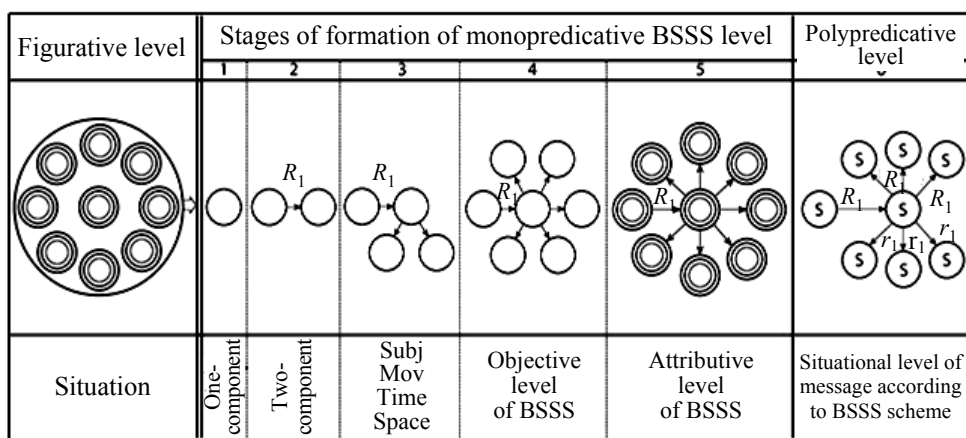 Figurative level
Stages of formation of monopredicative BSSS level
Polypredicative
level
1
2
3
4
5
R1
R1
R1
R1
R1
R1
R1
r1
r1
r1
S
S
S
S
S
S
S
S
Situation
One-
component
Two-
component
Subj
Mov
Time
Space
Objective
level
of BSSS
Attributive
level
of BSSS
Situational level of
message according
to BSSS scheme